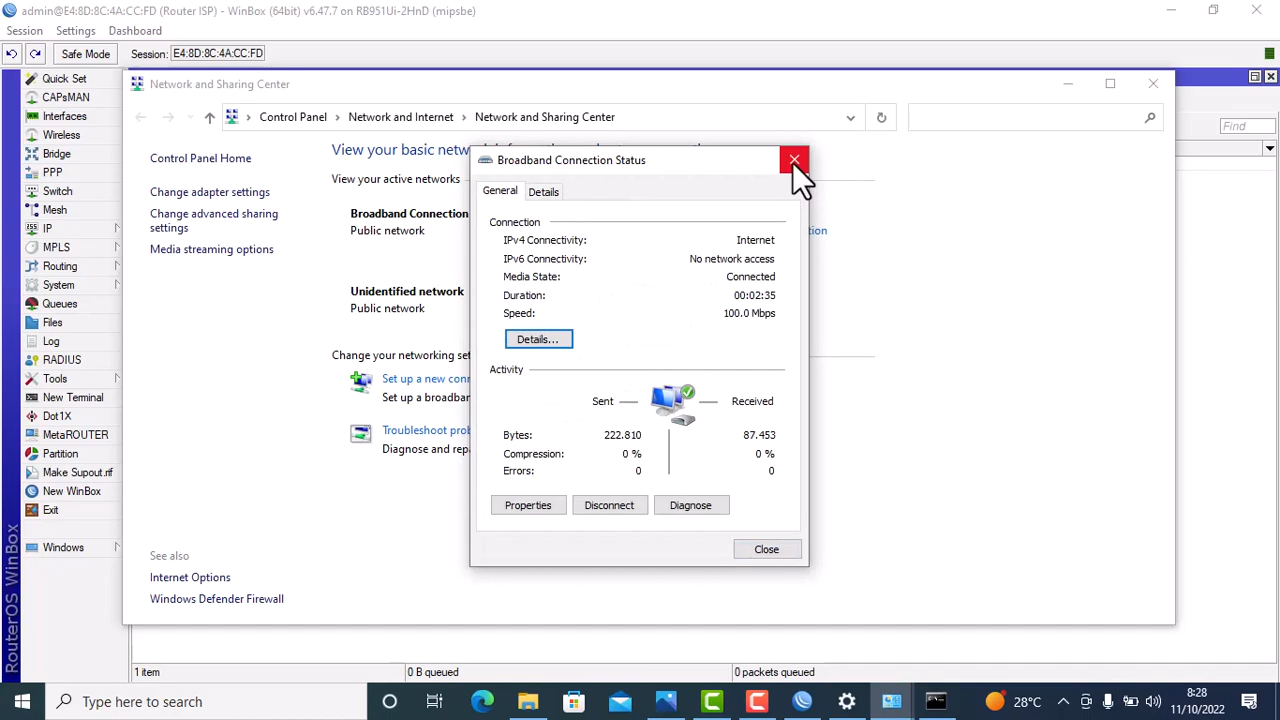 admin@E4:8D:8C:4A:CC:FD (Router ISP) - WinBox (64bit) v6.47.7 on RB951Ui-2HnD (mipsbe)
Session Settings Dashboard
Safe Mode Session: E4:8D:8C:4A:CC:FD
Quick Set
CAPsMAN
Interfaces
Wireless
Bridge
PPP
Switch
Mesh
IP
MPLS
Routing
System
Queues
Files
Log
RADIUS
Tools
New Terminal
Dot1X
MetaROUTER
Partition
Make Supout.rif
New WinBox
Exit
Windows
RouterOS WinBox
Find
Network and Sharing Center
Control Panel > Network and Internet > Network and Sharing Center
Control Panel Home
Change adapter settings
Change advanced sharing
settings
Media streaming options
See also
Internet Options
Windows Defender Firewall
View your basic
View your active networks
Broadband Connection
Public network
Unidentified network
Public network
Change your networking
Set up a new
Set up a
Troubleshoot
Diagnose and
Broadband Connection Status
General Details
Connection
IPv4 Connectivity: Internet
IPv6 Connectivity: No network access
Media State: Connected
Duration: 00:02:35
Speed: 100.0 Mbps
Details...
Activity
Sent Received
Bytes: 222.810 87.453
Compression: 0 % 0 %
Errors: 0 0
Properties Disconnect Diagnose
Close
1 item 0 B queued 0 packets queued
Type here to search
28°C
8:28
11/10/2022